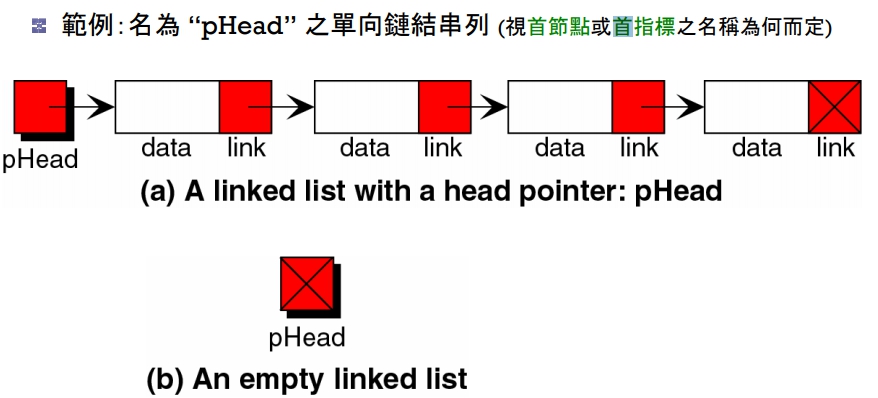 範例:名為 “pHead” 之單向鏈結串列 (視首節點或首指標之名稱為何而定)
data link data link data link data link
pHead
(a) A linked list with a head pointer: pHead
pHead
(b) An empty linked list